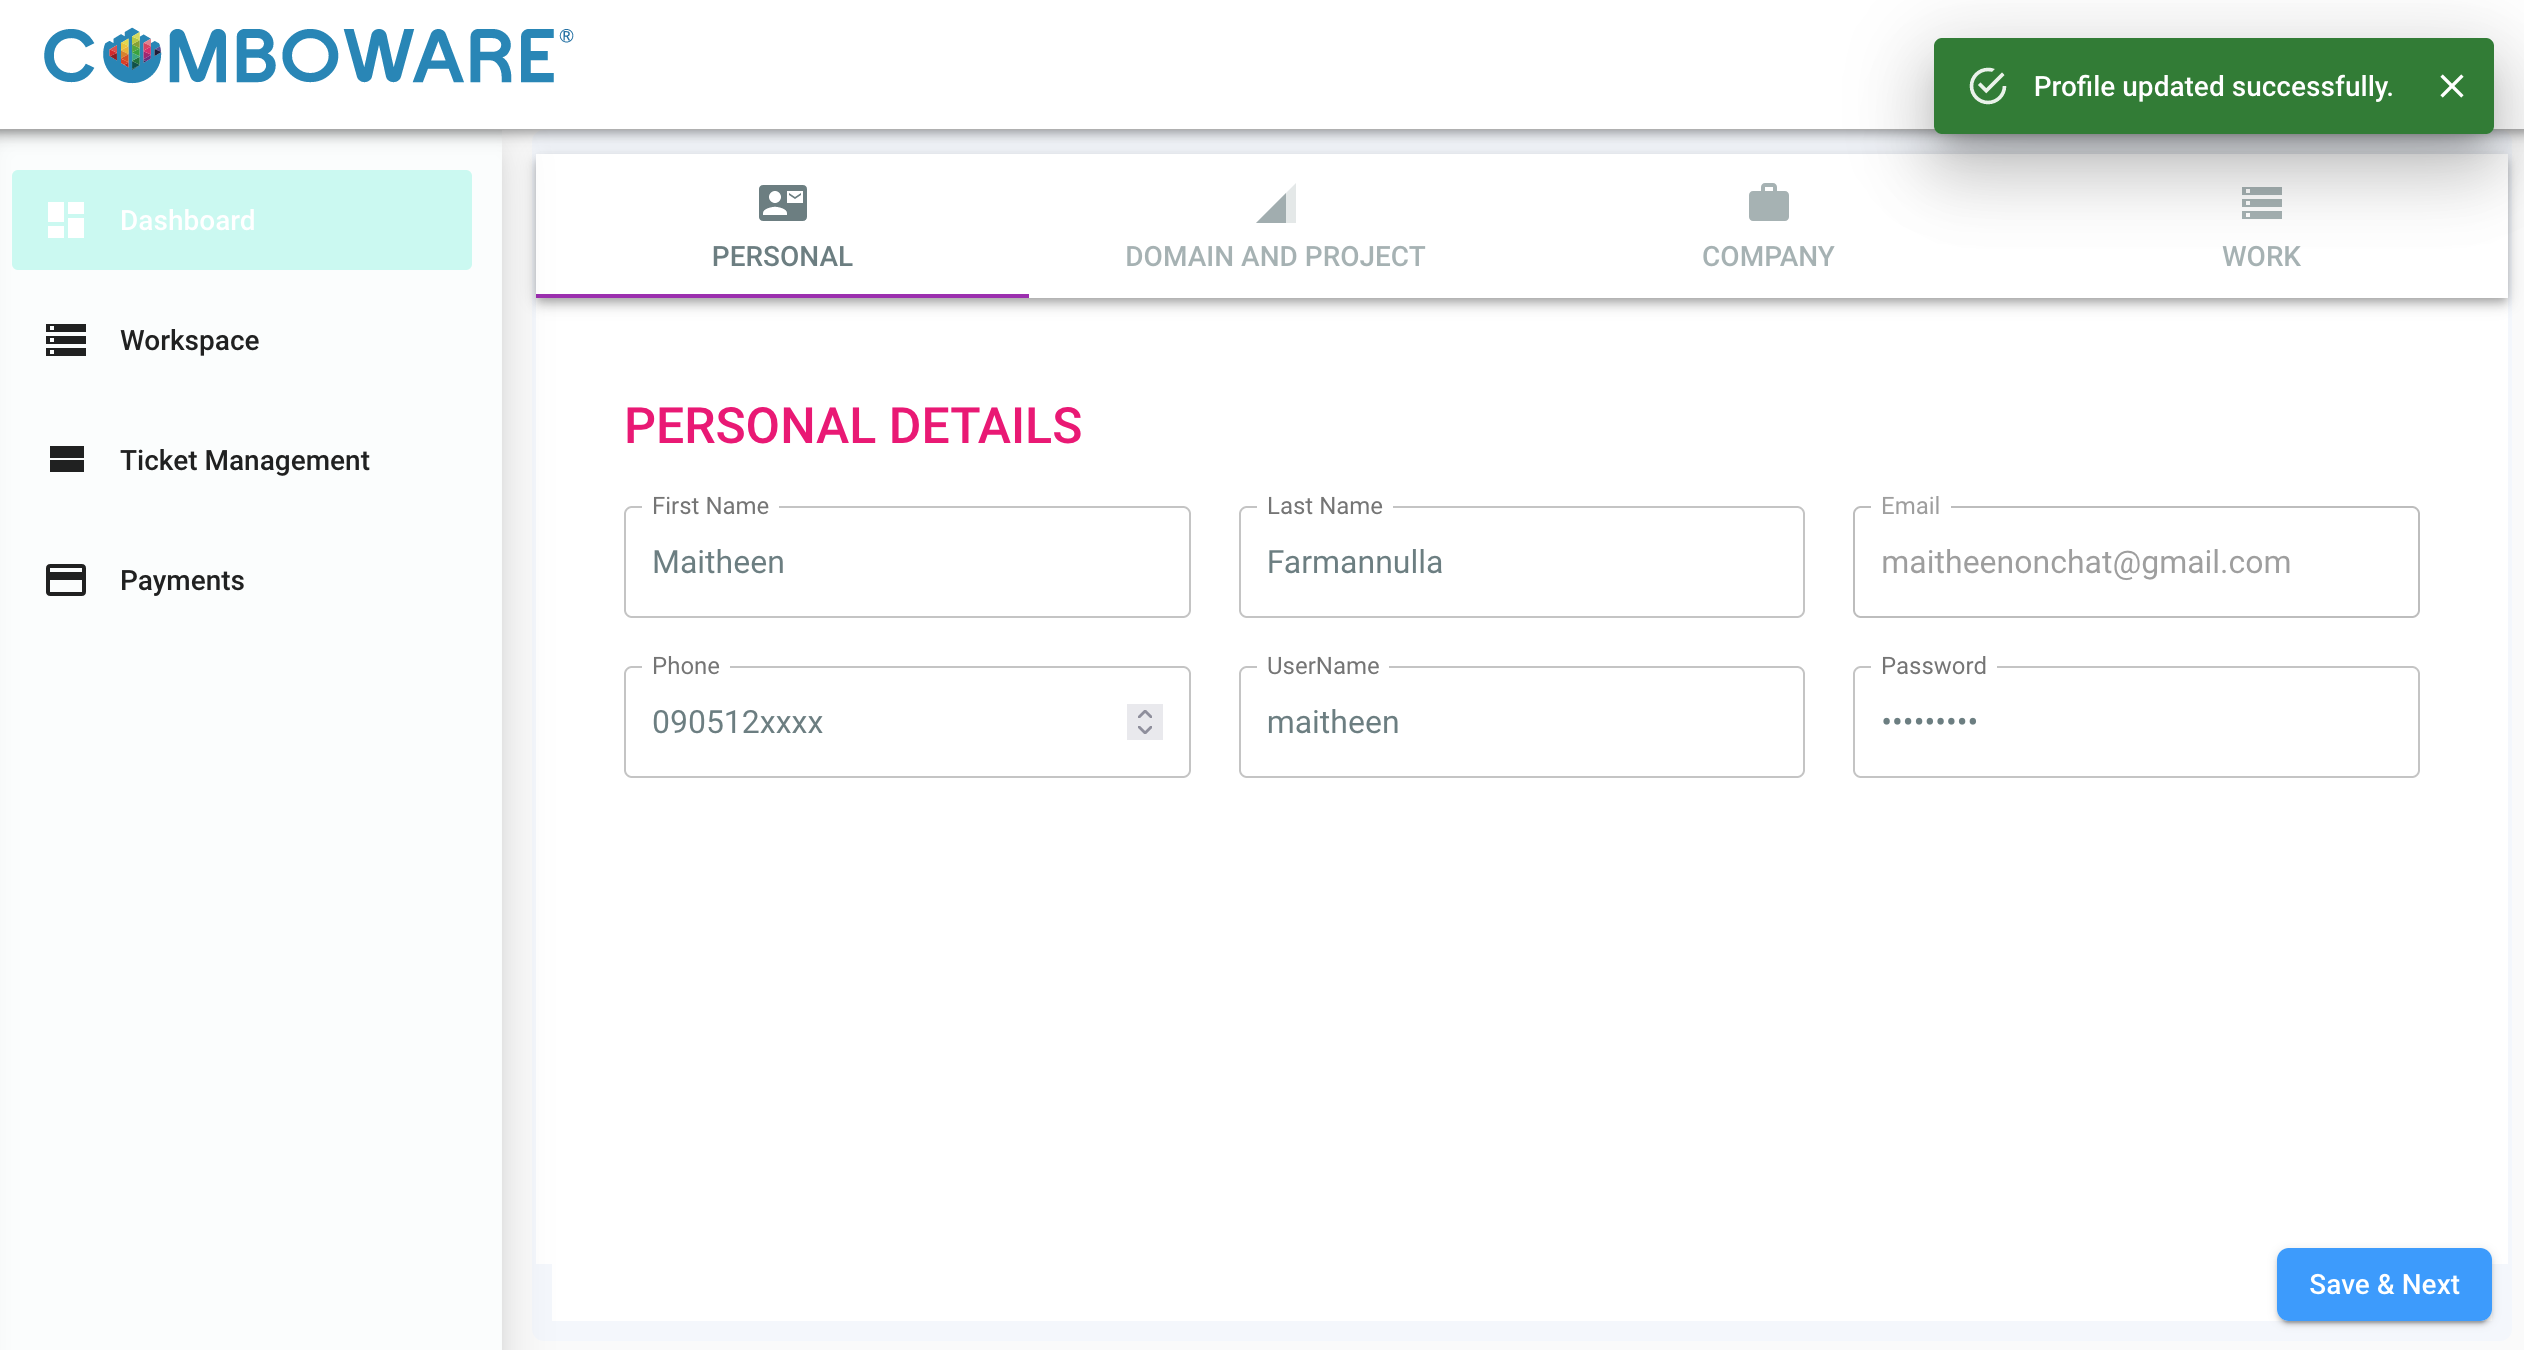 COMBOWARE®
Profile updated successfully.
Dashboard
Workspace
Ticket Management
Payments
PERSONAL
DOMAIN AND PROJECT
COMPANY
WORK
PERSONAL DETAILS
First Name
Maitheen
Last Name
Farmannulla
Email
maitheenonchat@gmail.com
Phone
090512xxxx
UserName
maitheen
Password
•••••••••
Save & Next